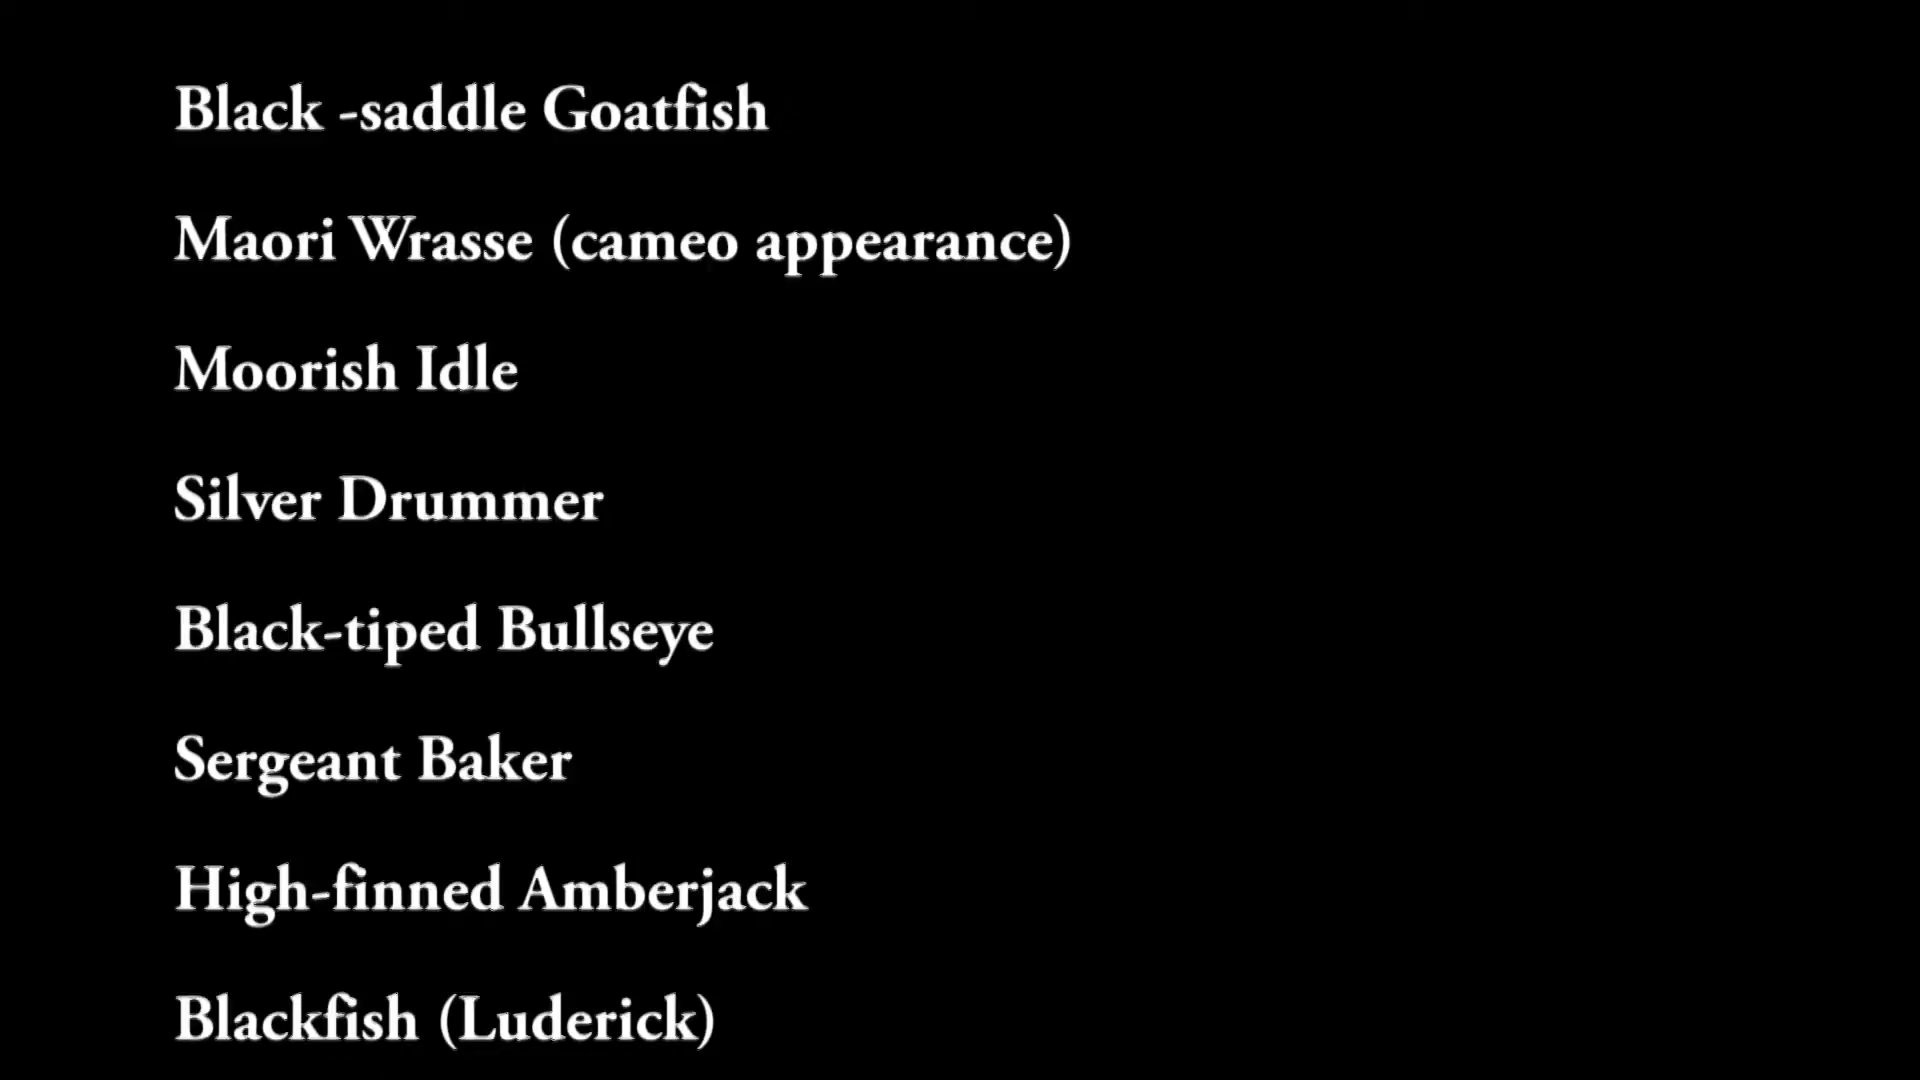 Black -saddle Goatfish
Maori Wrasse (cameo appearance)
Moorish Idle
Silver Drummer
Black-tiped Bullseye
Sergeant Baker
High-finned Amberjack
Blackfish (Luderick)